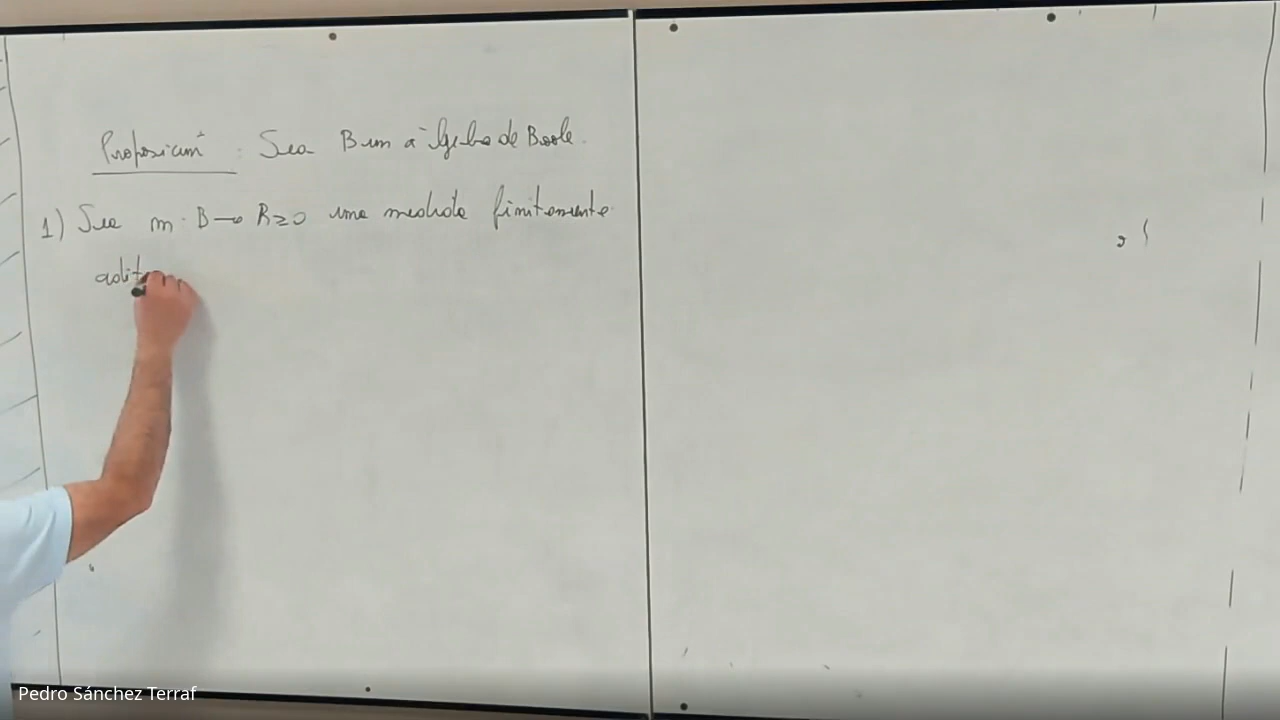 Proposición : Sea B un álgebra de Boole.
1) Sea m: B → R≥0 una medida finitamente
adit
Pedro Sánchez Terraf